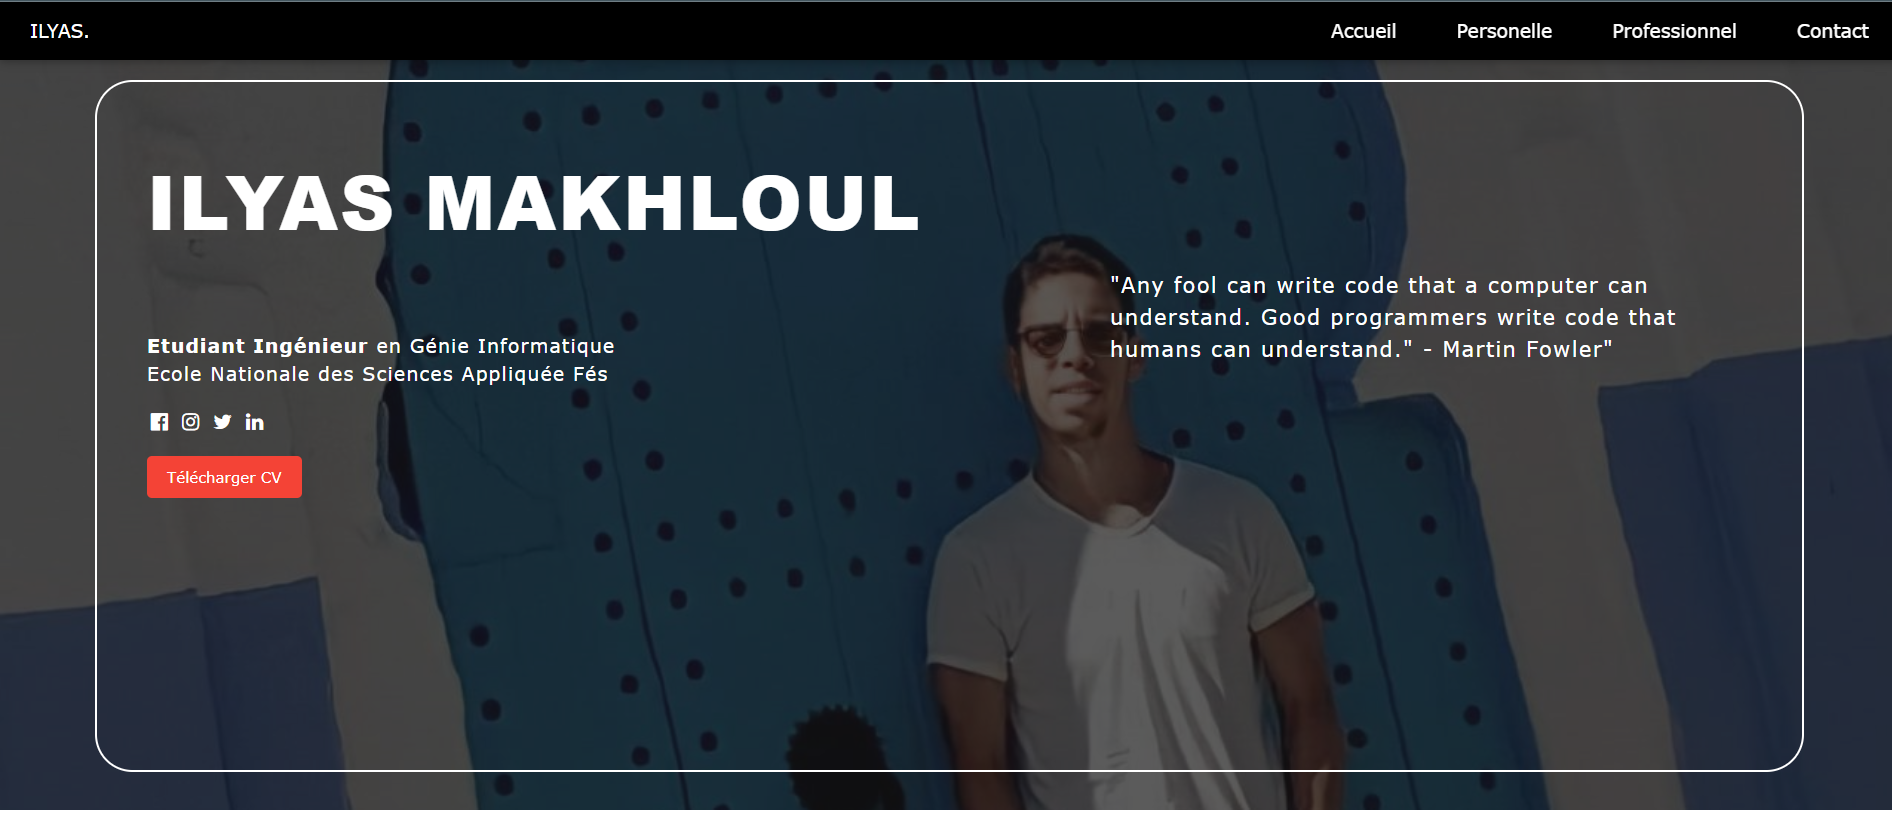 ILYAS.
Accueil
Personelle
Professionnel
Contact
ILYAS MAKHLOUL
Etudiant Ingénieur en Génie Informatique
Ecole Nationale des Sciences Appliquée Fés
Télécharger CV
"Any fool can write code that a computer can
understand. Good programmers write code that
humans can understand." - Martin Fowler"